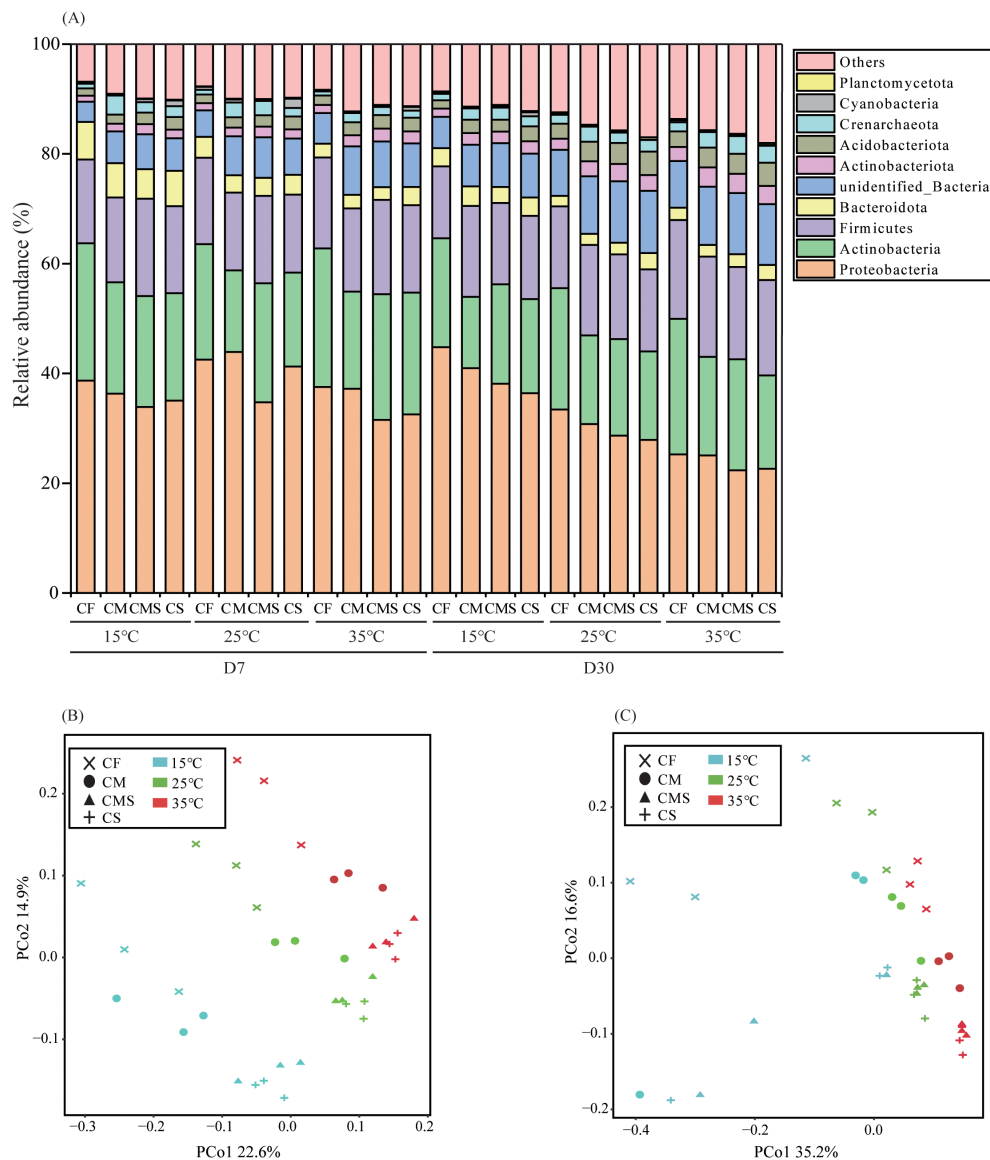 (A)
100
80
60
40
20
0
Relative abundance (%)
Others
Planctomycetota
Cyanobacteria
Crenarchaeota
Acidobacteriota
Actinobacteriota
unidentified_Bacteria
Bacteroidota
Firmicutes
Actinobacteria
Proteobacteria
CF CM CMS CS CF CM CMS CS CF CM CMS CS CF CM CMS CS CF CM CMS CS CF CM CMS CS
15℃ 25℃ 35℃ 15℃ 25℃ 35℃
D7 D30
(B)
CF 15℃
CM 25℃
CMS 35℃
CS
0.2
0.1
0.0
−0.1
PCo2 14.9%
−0.3 −0.2 −0.1 0.0 0.1 0.2
PCo1 22.6%
(C)
CF 15℃
CM 25℃
CMS 35℃
CS
0.2
0.1
0.0
−0.1
−0.2
PCo2 16.6%
−0.4 −0.2 0.0
PCo1 35.2%